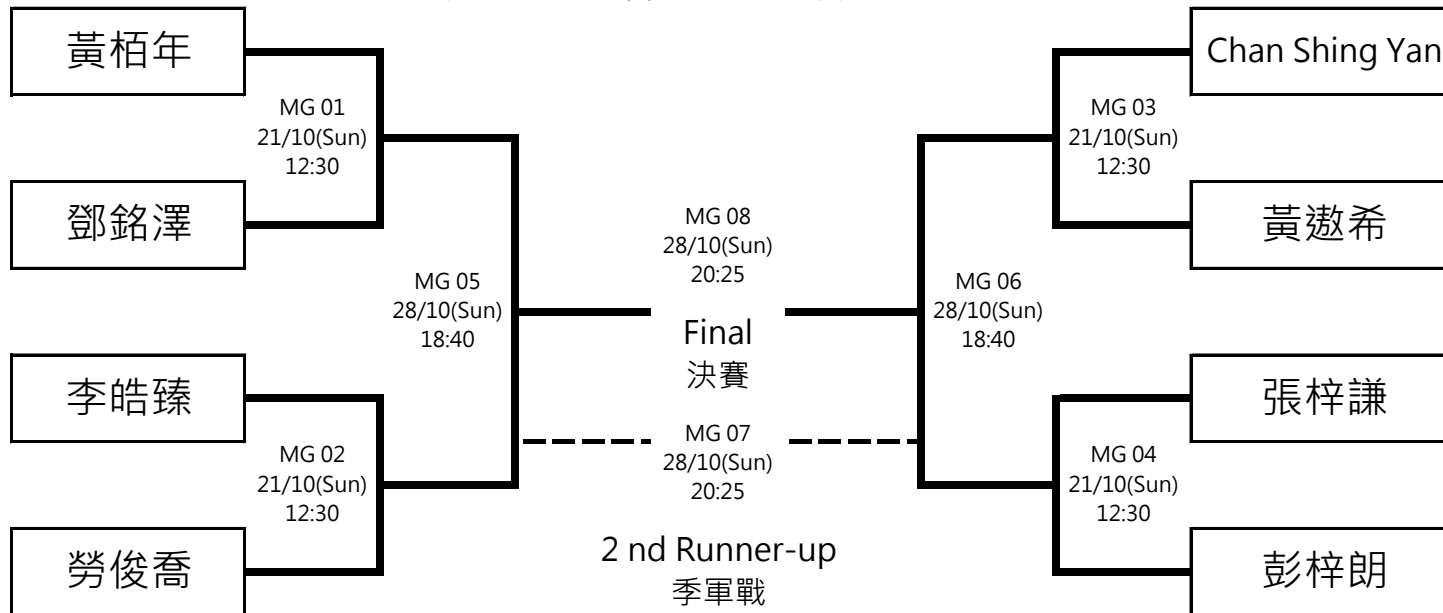 黃栢年
MG 01
21/10(Sun)
12:30
鄧銘澤
MG 05
28/10(Sun)
18:40
李皓臻
MG 02
21/10(Sun)
12:30
勞俊喬
MG 08
28/10(Sun)
20:25
Final
決賽
MG 07
28/10(Sun)
20:25
2 nd Runner-up
季軍戰
Chan Shing Yan
MG 03
21/10(Sun)
12:30
黃遨希
MG 06
28/10(Sun)
18:40
張梓謙
MG 04
21/10(Sun)
12:30
彭梓朗